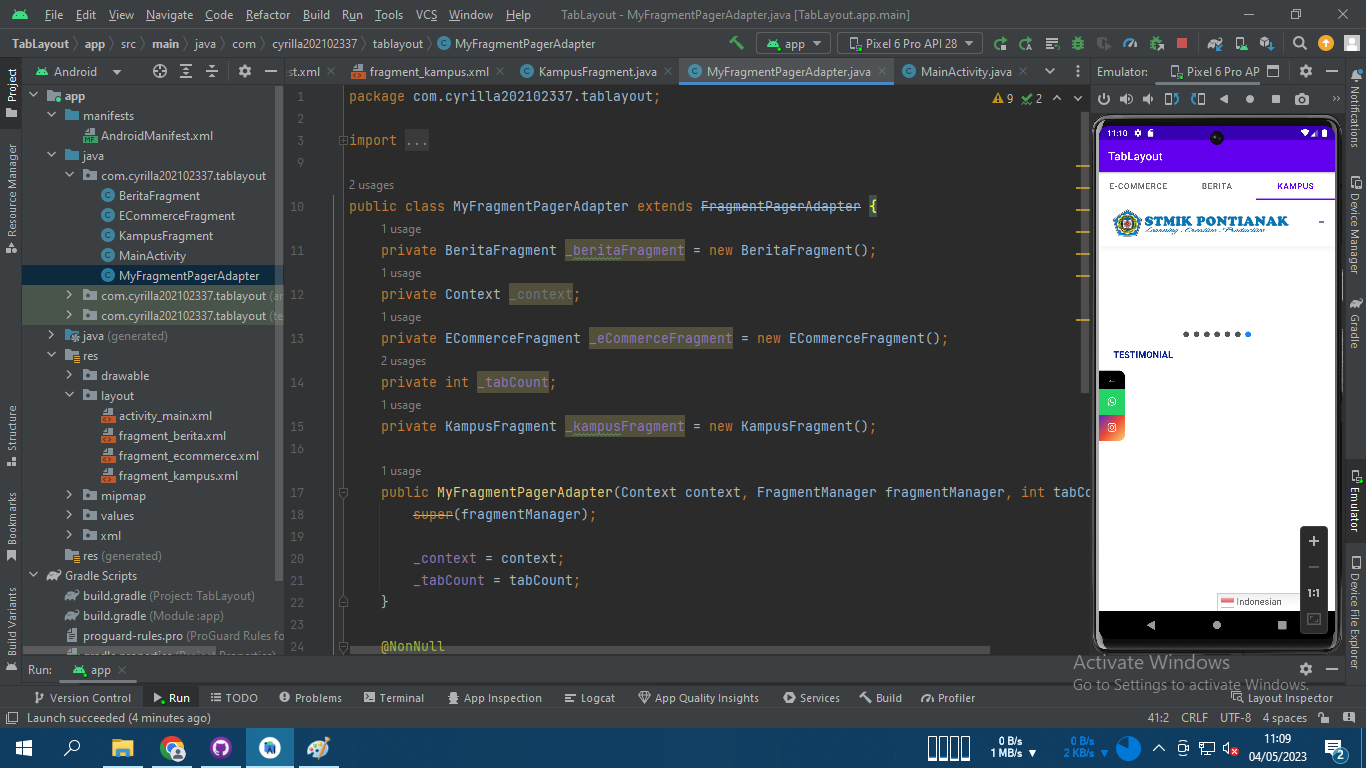 File Edit View Navigate Code Refactor Build Run Tools VCS Window Help TabLayout - MyFragmentPagerAdapter.java [TabLayout.app.main]
TabLayout app src main java com cyrilla202102337 tablayout MyFragmentPagerAdapter app Pixel 6 Pro API 28
Project Android st.xml fragment_kampus.xml KampusFragment.java MyFragmentPagerAdapter.java MainActivity.java Emulator: Pixel 6 Pro AP
Resource Manager
Structure
Bookmarks
Build Variants
app
manifests
AndroidManifest.xml
java
com.cyrilla202102337.tablayout
BeritaFragment
ECommerceFragment
KampusFragment
MainActivity
MyFragmentPagerAdapter
com.cyrilla202102337.tablayout (ar
com.cyrilla202102337.tablayout (te
java (generated)
res
drawable
layout
activity_main.xml
fragment_berita.xml
fragment_ecommerce.xml
fragment_kampus.xml
mipmap
values
xml
res (generated)
Gradle Scripts
build.gradle (Project: TabLayout)
build.gradle (Module :app)
proguard-rules.pro (ProGuard Rules fo
gradle.properties (Project Properties)
1 package com.cyrilla202102337.tablayout;
9 2
2
3 import ...
9
2 usages
10 public class MyFragmentPagerAdapter extends FragmentPagerAdapter {
1 usage
11 private BeritaFragment _beritaFragment = new BeritaFragment();
1 usage
12 private Context _context;
1 usage
13 private ECommerceFragment _eCommerceFragment = new ECommerceFragment();
2 usages
14 private int _tabCount;
1 usage
15 private KampusFragment _kampusFragment = new KampusFragment();
16
1 usage
17 public MyFragmentPagerAdapter(Context context, FragmentManager fragmentManager, int tabCo
18 super(fragmentManager);
19
20 _context = context;
21 _tabCount = tabCount;
22 }
23
24 @NonNull
11:10
TabLayout
E-COMMERCE BERITA KAMPUS
STMIK PONTIANAK
Learning . Creation . Production
TESTIMONIAL
Indonesian
1:1
Notifications
Device Manager
Gradle
Emulator
Device File Explorer
Run: app
Activate Windows
Go to Settings to activate Windows.
Version Control Run TODO Problems Terminal App Inspection Logcat App Quality Insights Services Build Profiler Layout Inspector
Launch succeeded (4 minutes ago) 41:2 CRLF UTF-8 4 spaces
0 B/s
1 MB/s
0 B/s
2 KB/s
11:09
04/05/2023
2